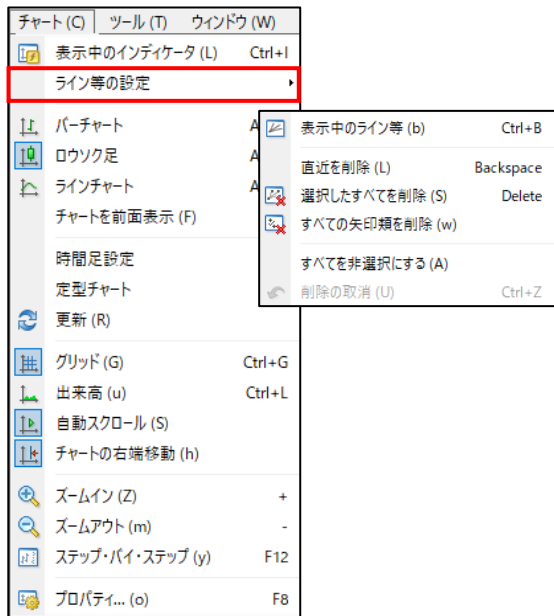 チャート (C) ツール (T) ウィンドウ (W)
表示中のインディケータ (L) Ctrl+I
ライン等の設定
バーチャート A
ロウソク足 A
ラインチャート A
チャートを前面表示 (F)
時間足設定
定型チャート
更新 (R)
グリッド (G) Ctrl+G
出来高 (u) Ctrl+L
自動スクロール (S)
チャートの右端移動 (h)
ズームイン (Z) +
ズームアウト (m) -
ステップ・バイ・ステップ (y) F12
プロパティ... (o) F8
表示中のライン等 (b) Ctrl+B
直近を削除 (L) Backspace
選択したすべてを削除 (S) Delete
すべての矢印類を削除 (w)
すべてを非選択にする (A)
削除の取消 (U) Ctrl+Z